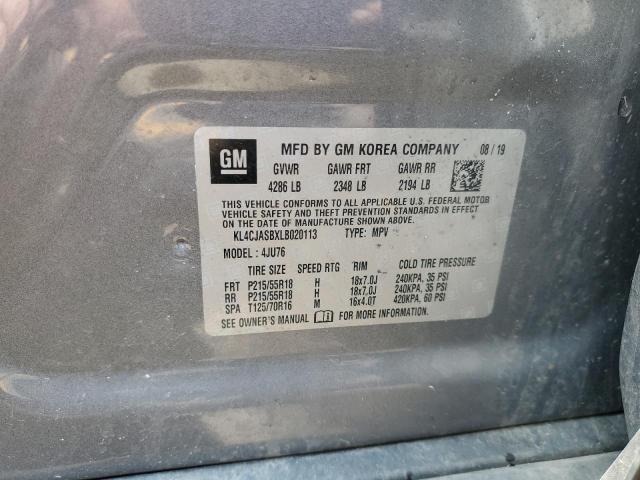 GM MFD BY GM KOREA COMPANY 08 / 19
GVWR GAWR FRT GAWR RR
4286 LB 2348 LB 2194 LB
THIS VEHICLE CONFORMS TO ALL APPLICABLE U.S. FEDERAL MOTOR
VEHICLE SAFETY, BUMPER, AND THEFT PREVENTION STANDARDS IN EFFECT
ON THE DATE OF MANUFACTURE SHOWN ABOVE.
KL4CJASBXLB020113 TYPE: MPV
MODEL : 4JU76
TIRE SIZE SPEED RTG RIM COLD TIRE PRESSURE
FRT P215/55R18 H 18x7.0J 240KPA, 35 PSI
RR P215/55R18 H 18x7.0J 240KPA, 35 PSI
SPA T125/70R16 M 16x4.0T 420KPA, 60 PSI
SEE OWNER'S MANUAL FOR MORE INFORMATION.